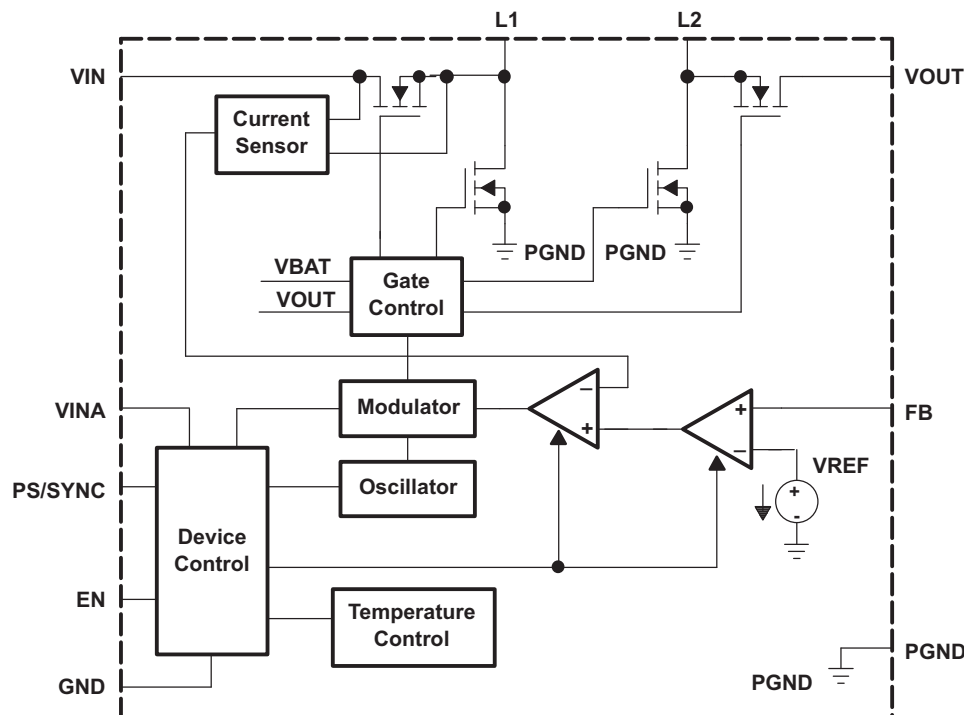 L1
L2
VIN
VOUT
Current
Sensor
PGND
PGND
VBAT
VOUT
Gate
Control
VINA
Modulator
−
+
+
−
FB
VREF
+
-
PS/SYNC
Oscillator
Device
Control
EN
Temperature
Control
GND
PGND
PGND